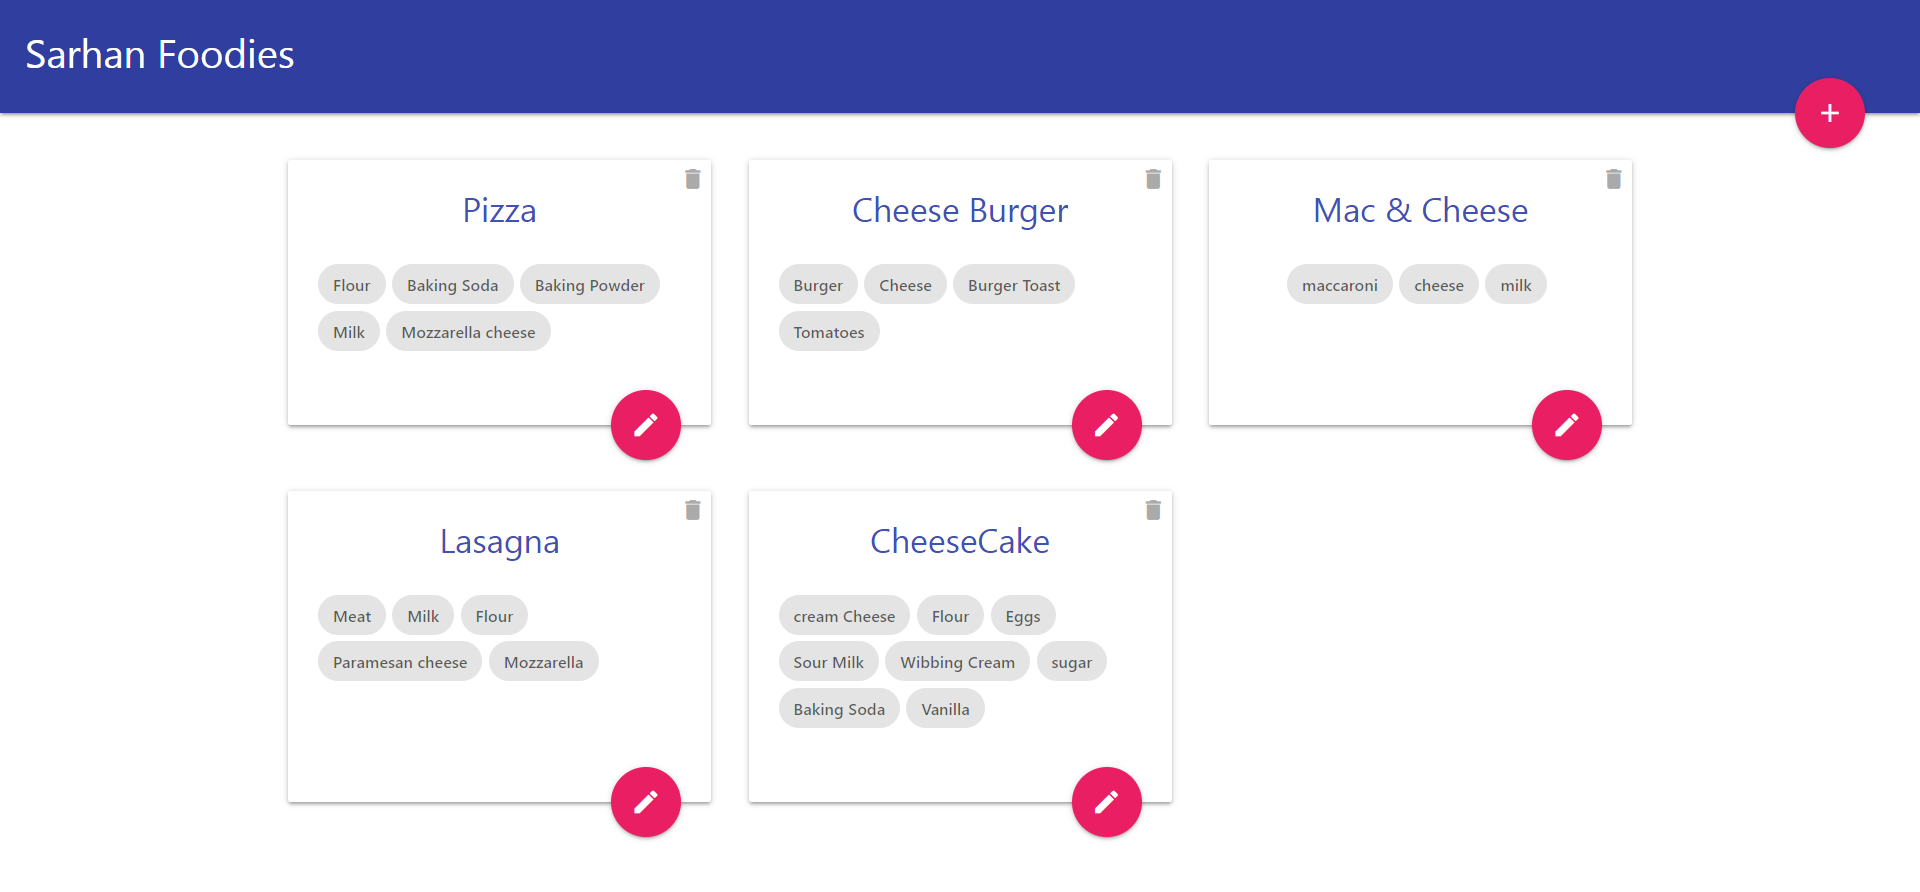 Sarhan Foodies
Pizza
Flour Baking Soda Baking Powder
Milk Mozzarella cheese
Cheese Burger
Burger Cheese Burger Toast
Tomatoes
Mac & Cheese
maccaroni cheese milk
Lasagna
Meat Milk Flour
Paramesan cheese Mozzarella
CheeseCake
cream Cheese Flour Eggs
Sour Milk Wibbing Cream sugar
Baking Soda Vanilla